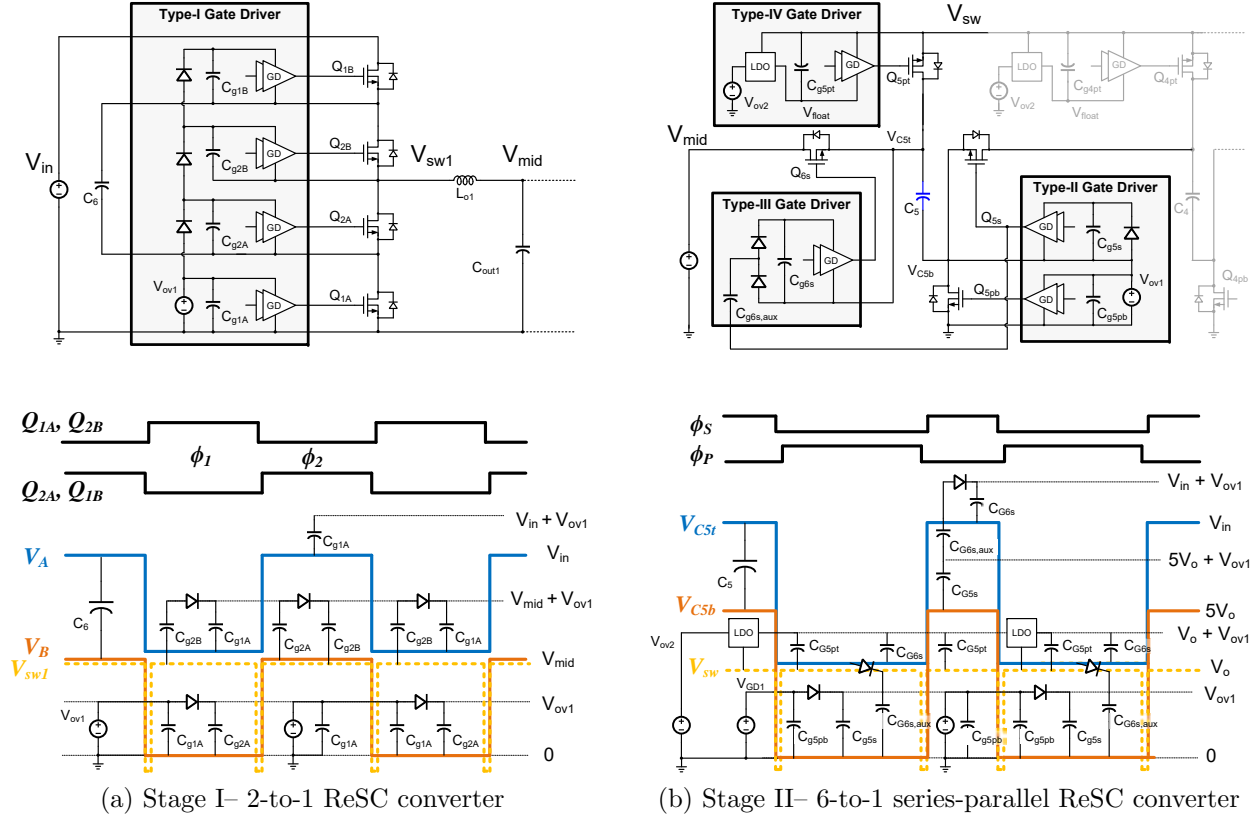 Type-I Gate Driver
Q1B
Cg1B
GD
Q2B
Cg2B
GD
Vin
C6
Vsw1
Vmid
Lo1
Q2A
Cg2A
GD
Cout1
Vov1
Q1A
Cg1A
GD
Type-IV Gate Driver
Vsw
LDO
Cg5pt
GD
Q5pt
Vov2
Vfloat
LDO
Cg4pt
GD
Q4pt
Vov2
Vfloat
Vmid
VC5t
Q6s
C5
Type-III Gate Driver
GD
Cg6s
Cg6s,aux
Type-II Gate Driver
Q5s
GD
Cg5s
C4
VC5b
Q5pb
GD
Vov1
Cg5pb
Q4pb
Q1A, Q2B
ϕ1
ϕ2
Q2A, Q1B
Vin + Vov1
Cg1A
VA
Vin
C6
Vmid + Vov1
Cg2B
Cg1A
Cg2A
Cg2B
Cg2B
Cg1A
VB
Vsw1
Vmid
Vov1
Vov1
Cg1A
Cg2A
Cg1A
Cg1A
Cg2A
0
(a) Stage I– 2-to-1 ReSC converter
ϕS
ϕP
Vin + Vov1
CG6s
VC5t
Vin
CG6s,aux
C5
5Vo + Vov1
CG5s
VC5b
5Vo
Vov2
LDO
CG5pt
CG6s
CG5pt
LDO
CG5pt
CG6s
Vo + Vov1
Vsw
Vo
VGD1
Vov1
CG6s,aux
CG6s,aux
Cg5pb
Cg5s
Cg5pb
Cg5pb
Cg5s
0
(b) Stage II– 6-to-1 series-parallel ReSC converter